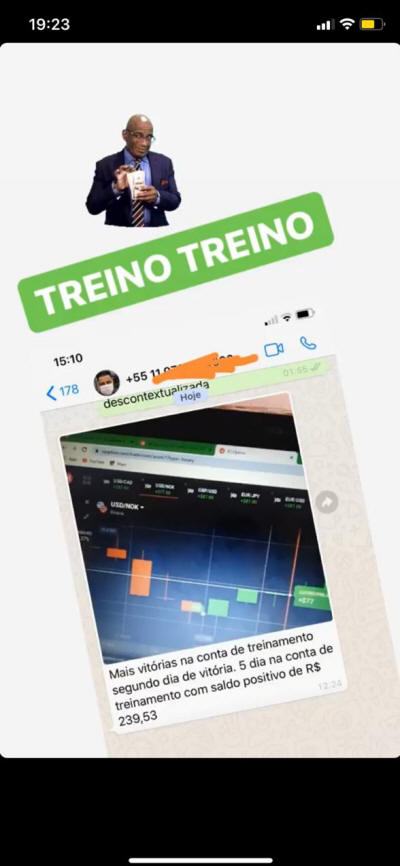 19:23
TREINO TREINO
15:10
178
+55 11
descontextualizada
01:55
Hoje
USD/CAD
USD/NOK
GBP/USD
EUR/JPY
EUR/USD
USD/NOK
+$77
Mais vitórias na conta de treinamento
segundo dia de vitória. 5 dia na conta de
treinamento com saldo positivo de R$
239,53
12:24